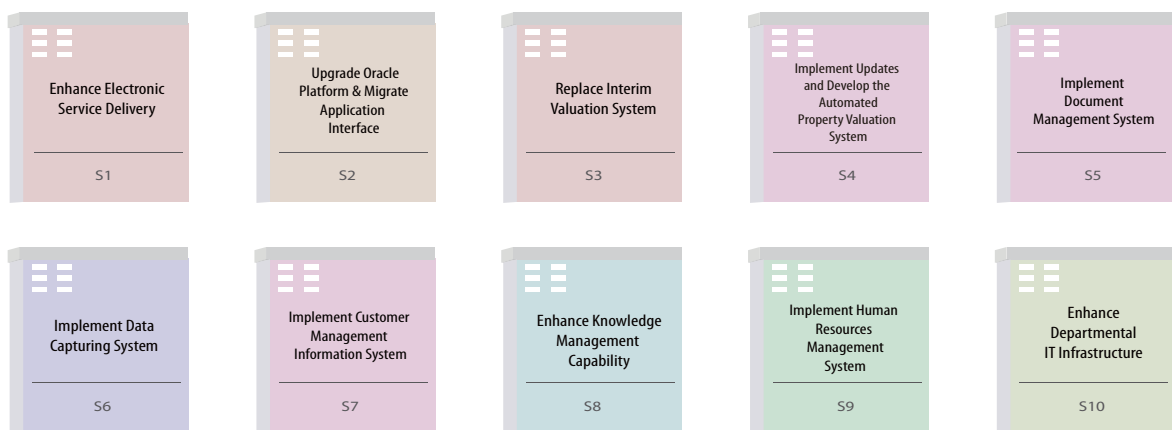 Enhance Electronic
Service Delivery
S1
Upgrade Oracle
Platform & Migrate
Application
Interface
S2
Replace Interim
Valuation System
S3
Implement Updates
and Develop the
Automated
Property Valuation
System
S4
Implement
Document
Management System
S5
Implement Data
Capturing System
S6
Implement Customer
Management
Information System
S7
Enhance Knowledge
Management
Capability
S8
Implement Human
Resources
Management
System
S9
Enhance
Departmental
IT Infrastructure
S10